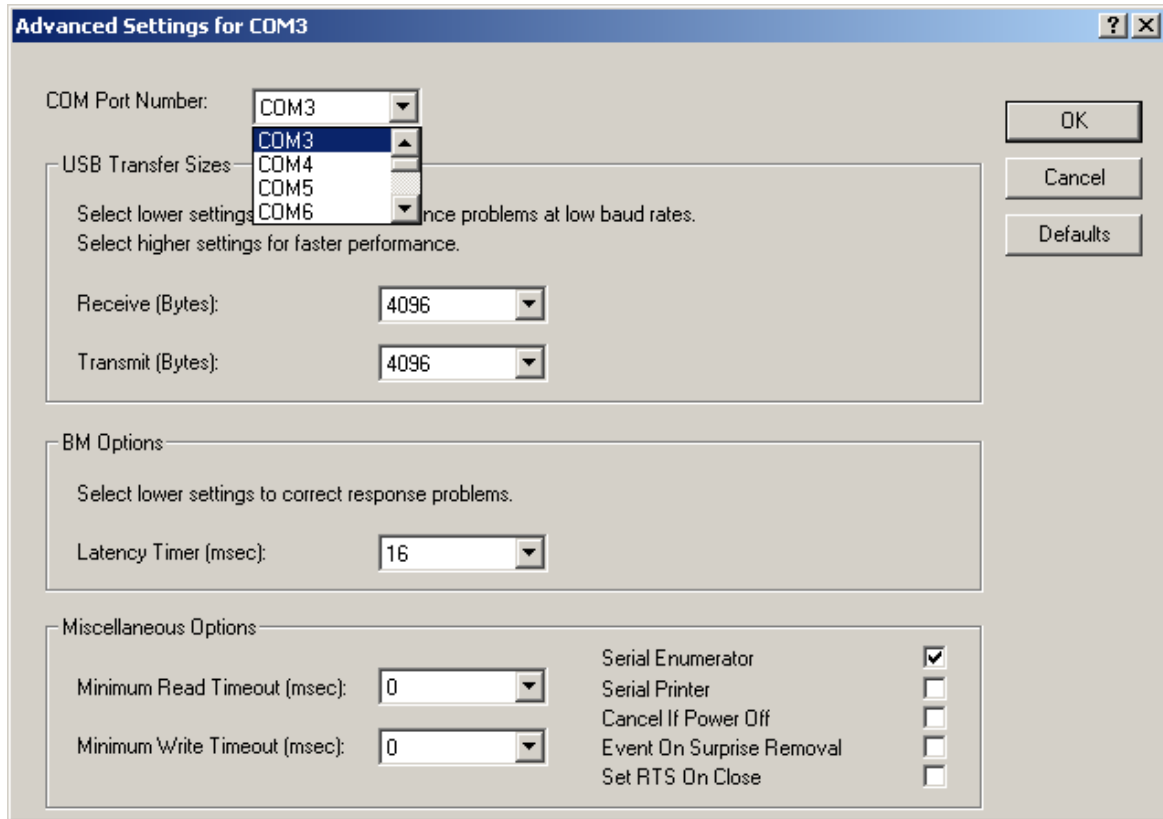 Advanced Settings for COM3
COM Port Number:
COM3
COM3
COM4
COM5
COM6
OK
Cancel
Defaults
USB Transfer Sizes
Select lower settings nce problems at low baud rates.
Select higher settings for faster performance.
Receive (Bytes):
4096
Transmit (Bytes):
4096
BM Options
Select lower settings to correct response problems.
Latency Timer (msec):
16
Miscellaneous Options
Minimum Read Timeout (msec):
0
Minimum Write Timeout (msec):
0
Serial Enumerator
Serial Printer
Cancel If Power Off
Event On Surprise Removal
Set RTS On Close